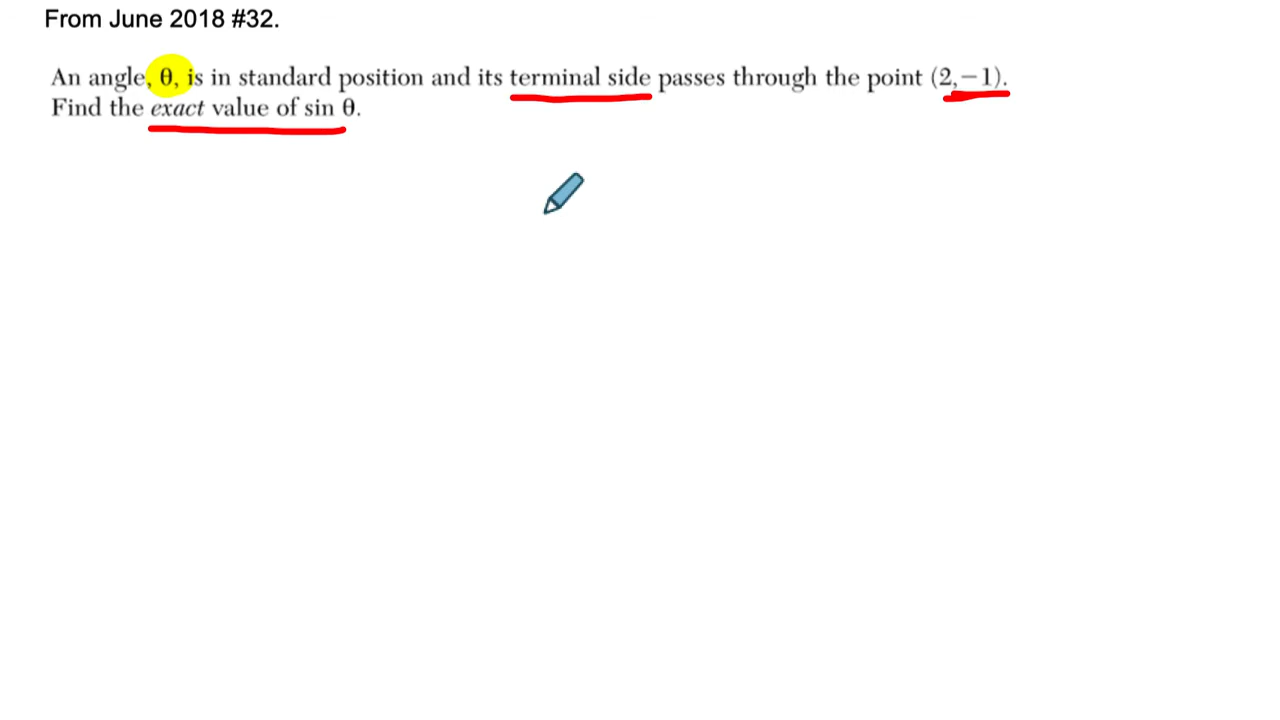 From June 2018 #32.
An angle, θ, is in standard position and its terminal side passes through the point (2,−1).
Find the exact value of sin θ.